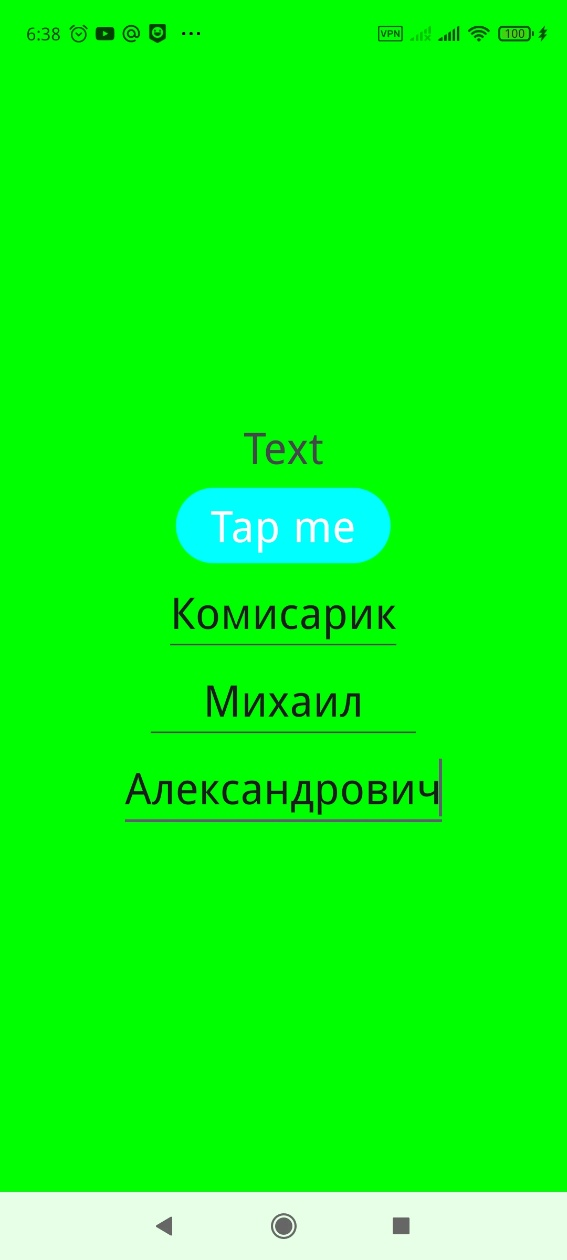 6:38 VPN 100
Text
Tap me
Комисарик
Михаил
Александрович